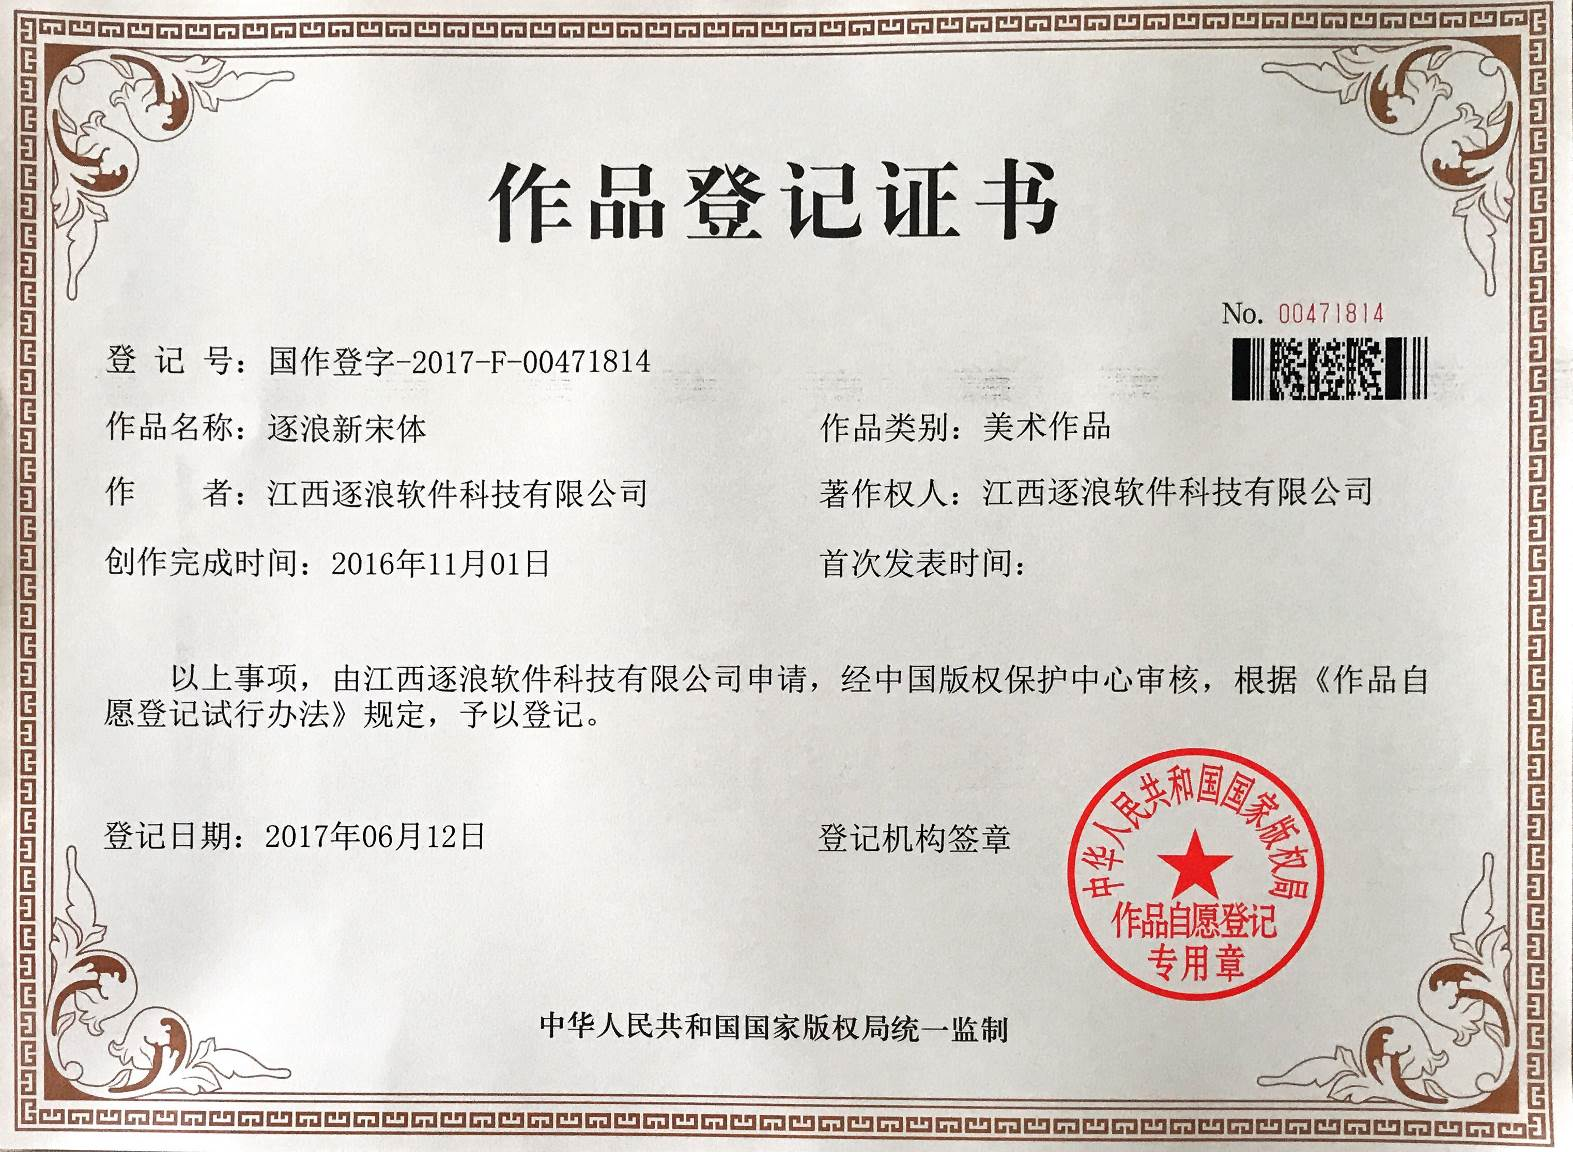 作品登记证书
No. 00471814
登 记 号：国作登字-2017-F-00471814
作品名称：逐浪新宋体
作品类别：美术作品
作 者：江西逐浪软件科技有限公司
著作权人：江西逐浪软件科技有限公司
创作完成时间：2016年11月01日
首次发表时间：
以上事项，由江西逐浪软件科技有限公司申请，经中国版权保护中心审核，根据《作品自
愿登记试行办法》规定，予以登记。
登记日期：2017年06月12日
登记机构签章
中华人民共和国国家版权局
作品自愿登记
专用章
中华人民共和国国家版权局统一监制